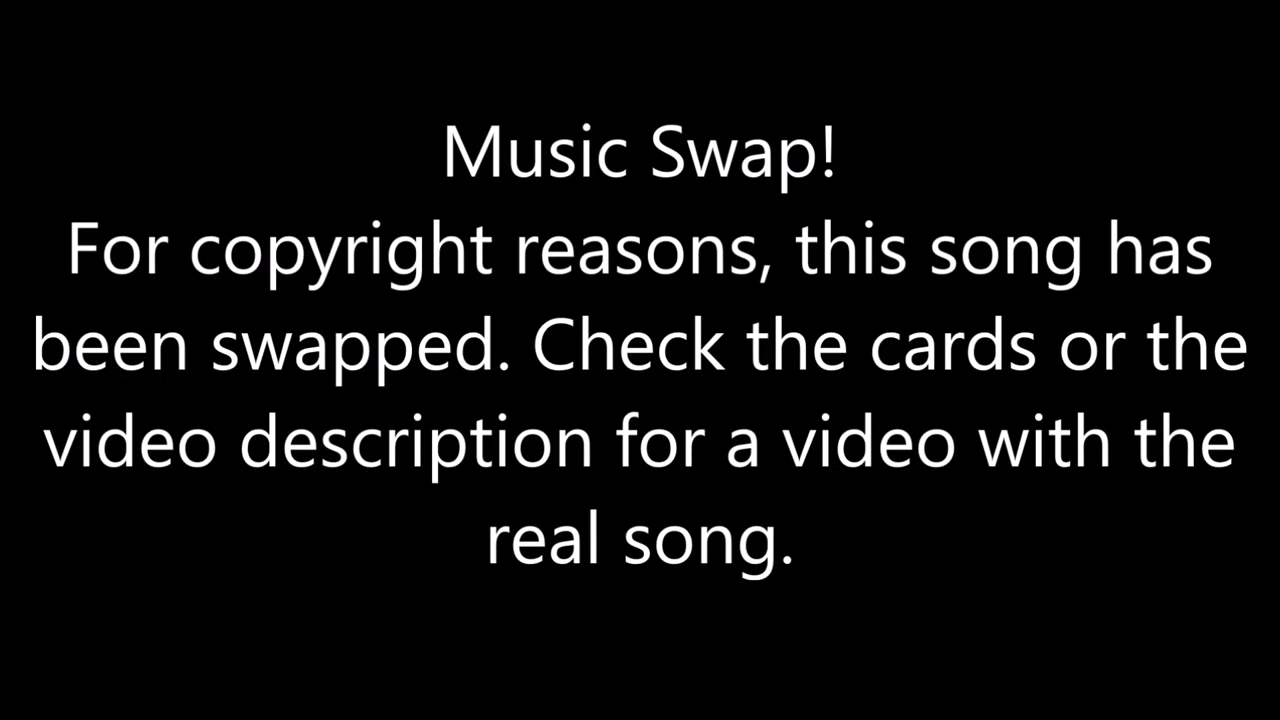 Music Swap!
For copyright reasons, this song has
been swapped. Check the cards or the
video description for a video with the
real song.